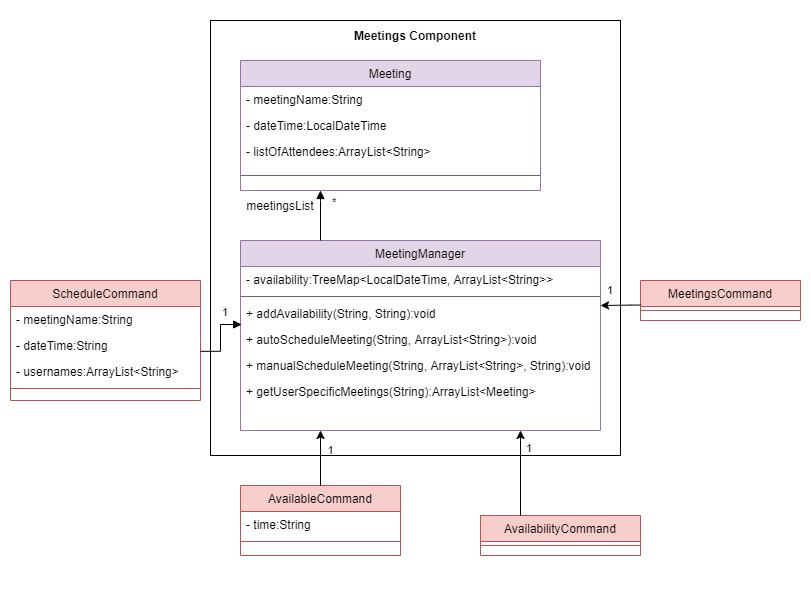 Meetings Component
Meeting
- meetingName:String
- dateTime:LocalDateTime
- listOfAttendees:ArrayList<String>
meetingsList
*
MeetingManager
- availability:TreeMap<LocalDateTime, ArrayList<String>>
+ addAvailability(String, String):void
+ autoScheduleMeeting(String, ArrayList<String>):void
+ manualScheduleMeeting(String, ArrayList<String>, String):void
+ getUserSpecificMeetings(String):ArrayList<Meeting>
ScheduleCommand
- meetingName:String
- dateTime:String
- usernames:ArrayList<String>
1
MeetingsCommand
1
1
AvailableCommand
- time:String
1
AvailabilityCommand